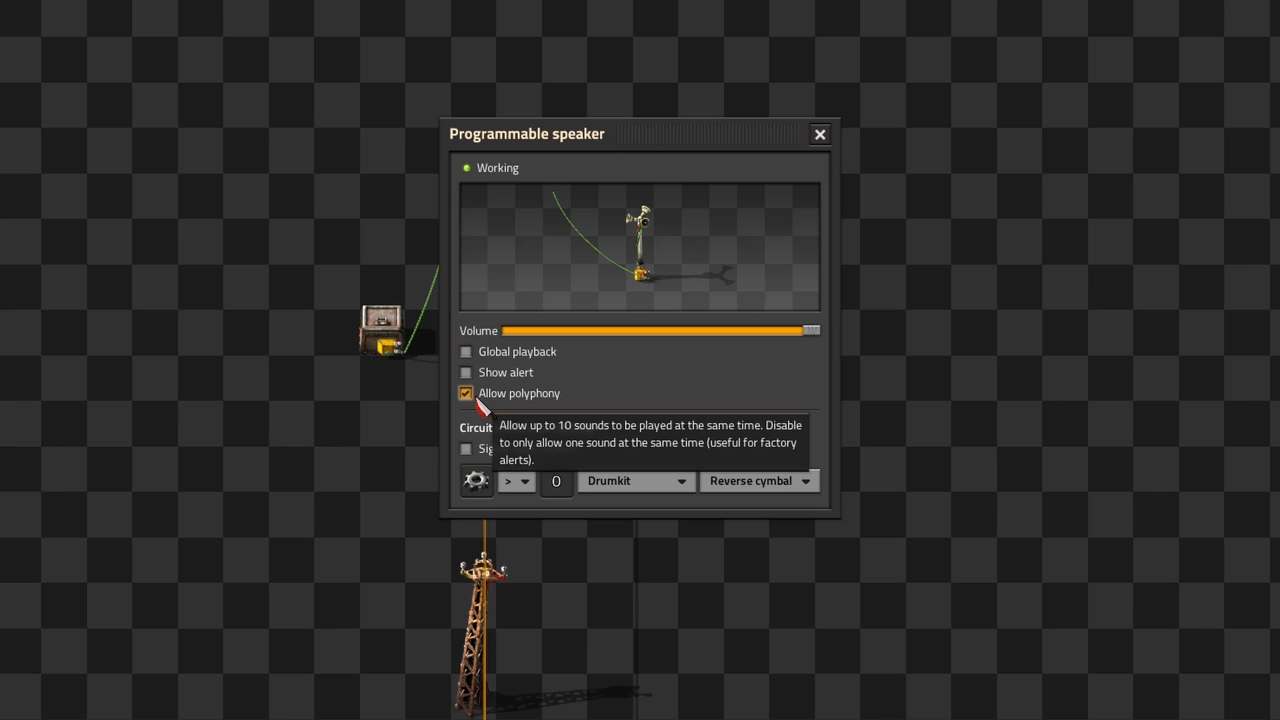 Programmable speaker
Working
Volume
Global playback
Show alert
Allow polyphony
Allow up to 10 sounds to be played at the same time. Disable
to only allow one sound at the same time (useful for factory
alerts).
> 0 Drumkit Reverse cymbal